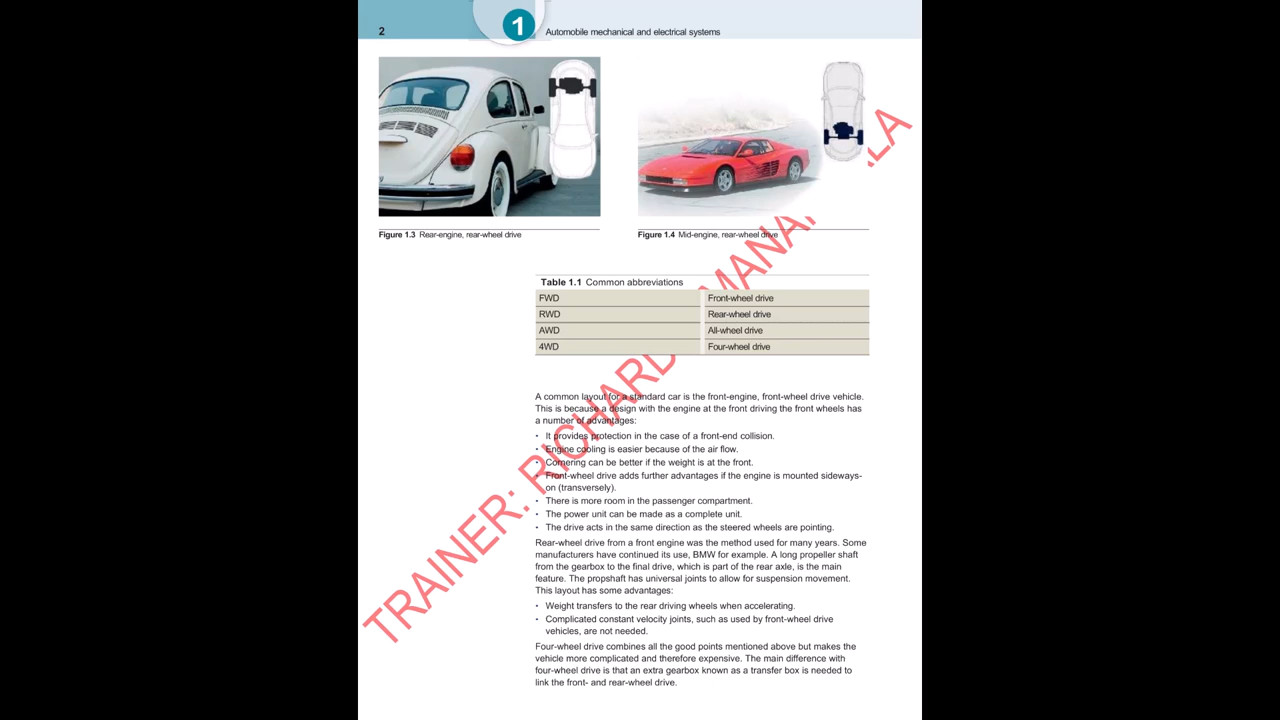 2
1
Automobile mechanical and electrical systems
Figure 1.3 Rear-engine, rear-wheel drive
Figure 1.4 Mid-engine, rear-wheel drive
Table 1.1 Common abbreviations
FWD Front-wheel drive
RWD Rear-wheel drive
AWD All-wheel drive
4WD Four-wheel drive
A common layout for a standard car is the front-engine, front-wheel drive vehicle.
This is because a design with the engine at the front driving the front wheels has
a number of advantages:
• It provides protection in the case of a front-end collision.
• Engine cooling is easier because of the air flow.
• Cornering can be better if the weight is at the front.
• Front-wheel drive adds further advantages if the engine is mounted sideways-
on (transversely).
• There is more room in the passenger compartment.
• The power unit can be made as a complete unit.
• The drive acts in the same direction as the steered wheels are pointing.
Rear-wheel drive from a front engine was the method used for many years. Some
manufacturers have continued its use, BMW for example. A long propeller shaft
from the gearbox to the final drive, which is part of the rear axle, is the main
feature. The propshaft has universal joints to allow for suspension movement.
This layout has some advantages:
• Weight transfers to the rear driving wheels when accelerating.
• Complicated constant velocity joints, such as used by front-wheel drive
vehicles, are not needed.
Four-wheel drive combines all the good points mentioned above but makes the
vehicle more complicated and therefore expensive. The main difference with
four-wheel drive is that an extra gearbox known as a transfer box is needed to
link the front- and rear-wheel drive.
TRAINER: RICHARD